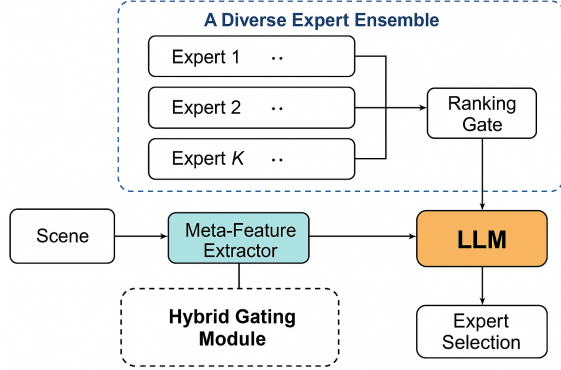 A Diverse Expert Ensemble
Expert 1 ··
Expert 2 ··
Expert K ··
Ranking
Gate
Scene
Meta-Feature
Extractor
LLM
Hybrid Gating
Module
Expert
Selection